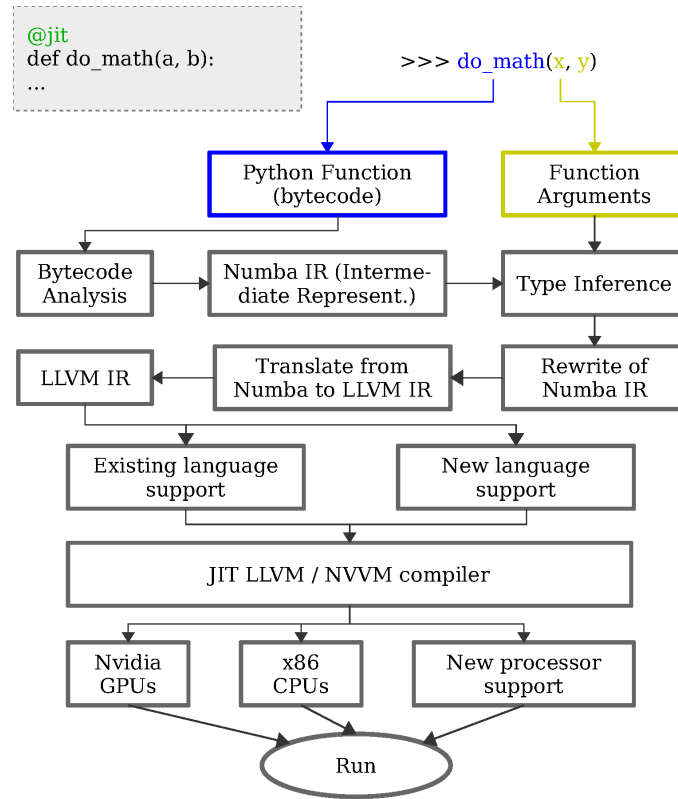 @jit
def do_math(a, b):
...
>>> do_math(x, y)
Python Function
(bytecode)
Function
Arguments
Bytecode
Analysis
Numba IR (Interme-
diate Represent.)
Type Inference
LLVM IR
Translate from
Numba to LLVM IR
Rewrite of
Numba IR
Existing language
support
New language
support
JIT LLVM / NVVM compiler
Nvidia
GPUs
x86
CPUs
New processor
support
Run